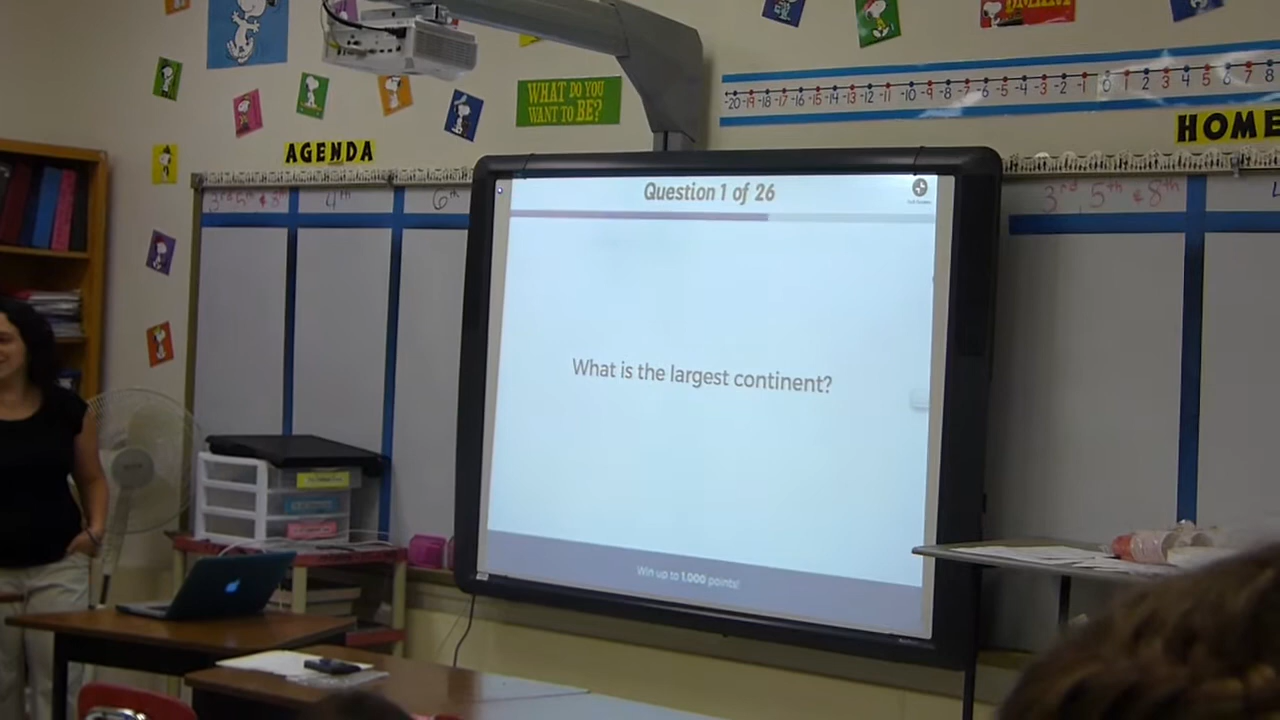 WHAT DO YOU
WANT TO BE?
-20 -19 -18 -17 -16 -15 -14 -13 -12 -11 -10 -9 -8 -7 -6 -5 -4 -3 -2 -1 0 1 2 3 4 5 6 7 8
AGENDA
HOME
3rd 5th & 8th
4th
6th
Question 1 of 26
3rd, 5th & 8th
What is the largest continent?
Win up to 1,000 points!